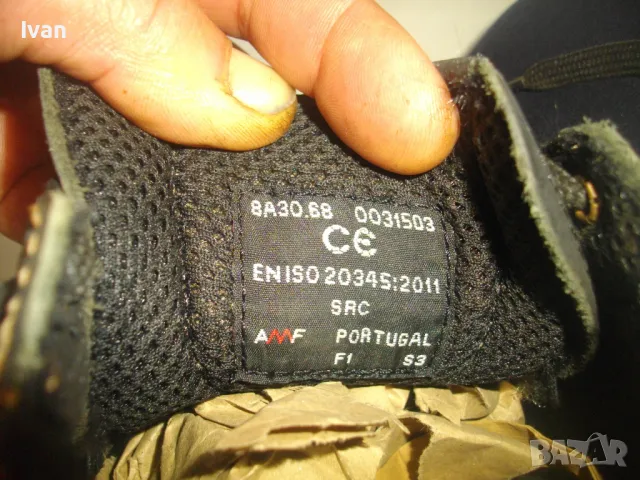 Ivan
8A30.68 0031503
CE
EN ISO 20345:2011
SRC
AMF PORTUGAL
F1 S3
BAZAR